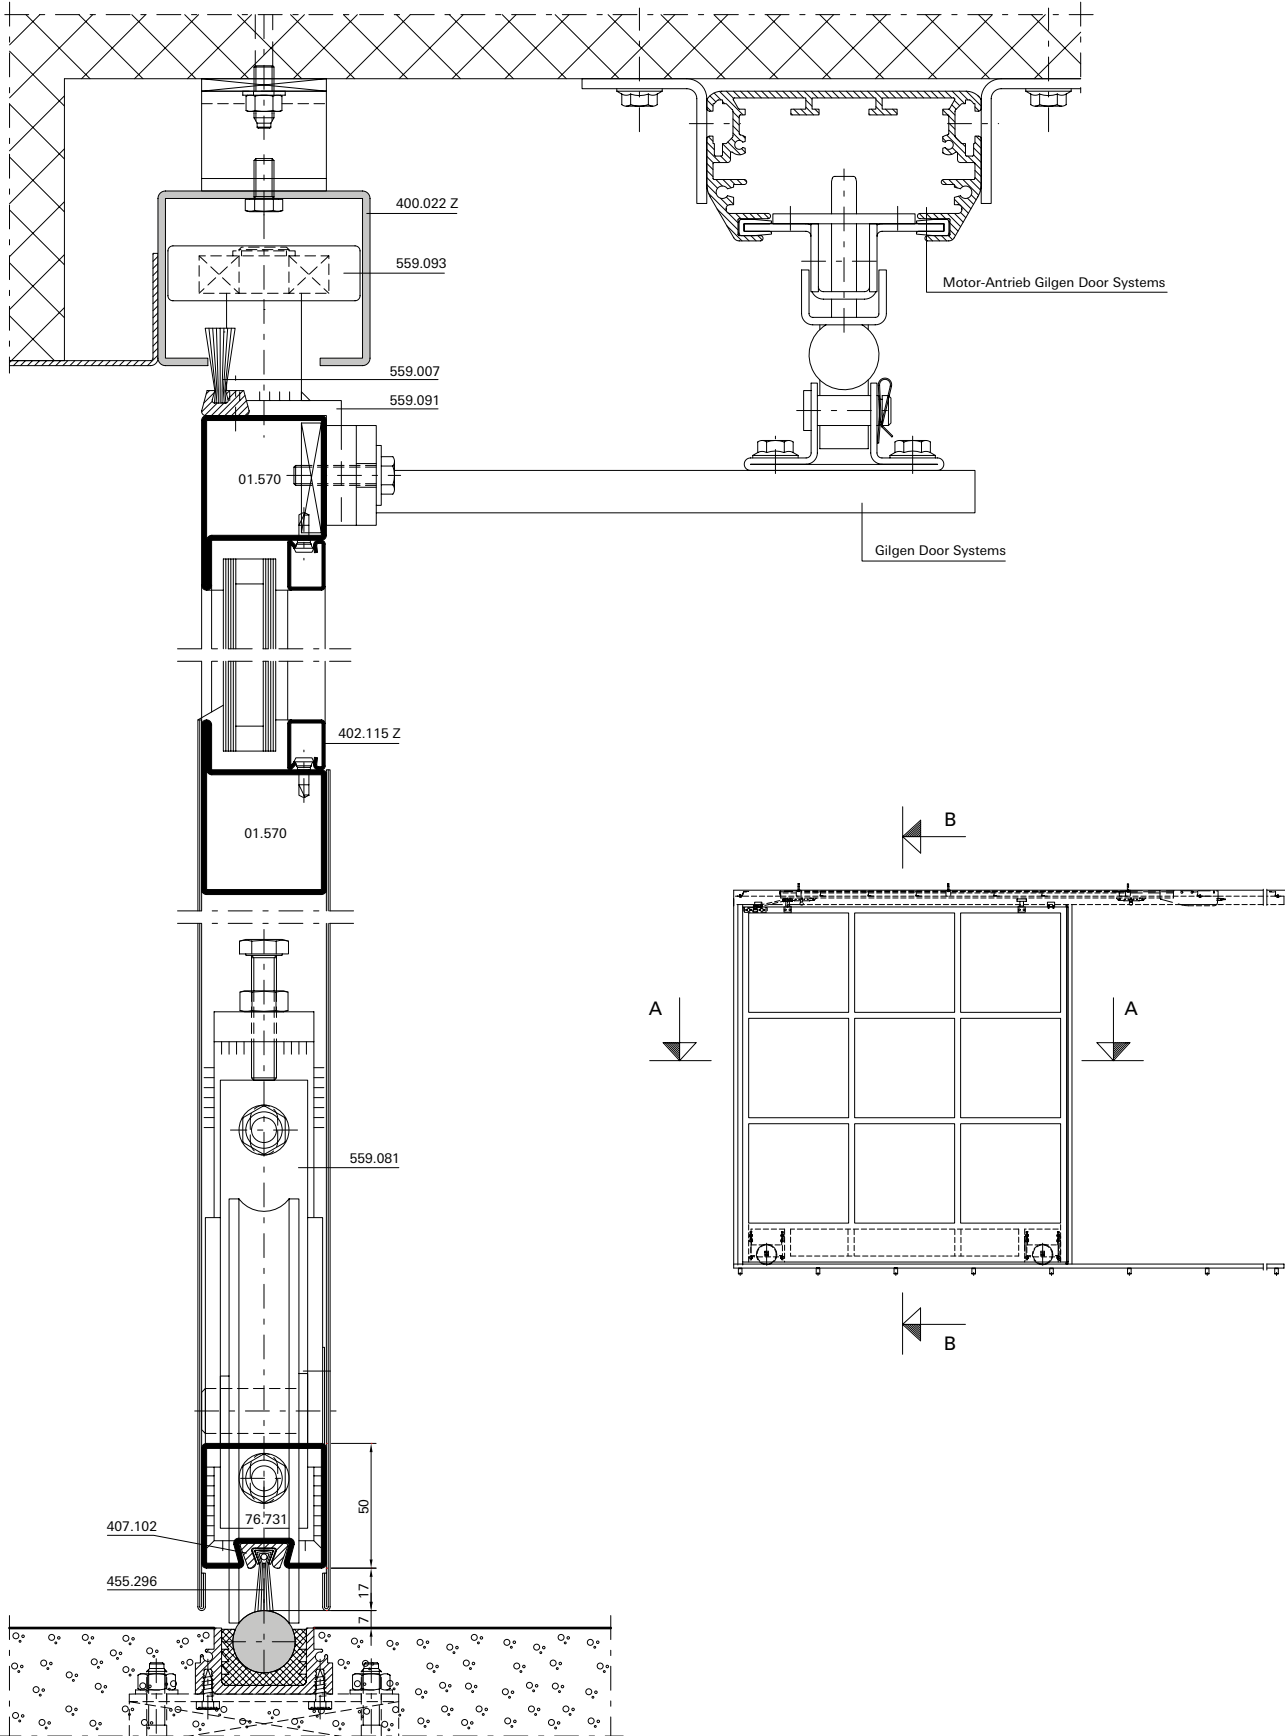 400.022 Z
559.093
Motor-Antrieb Gilgen Door Systems
559.007
559.091
01.570
Gilgen Door Systems
402.115 Z
01.570
B
A
A
559.081
B
50
76.731
407.102
455.296
17
7